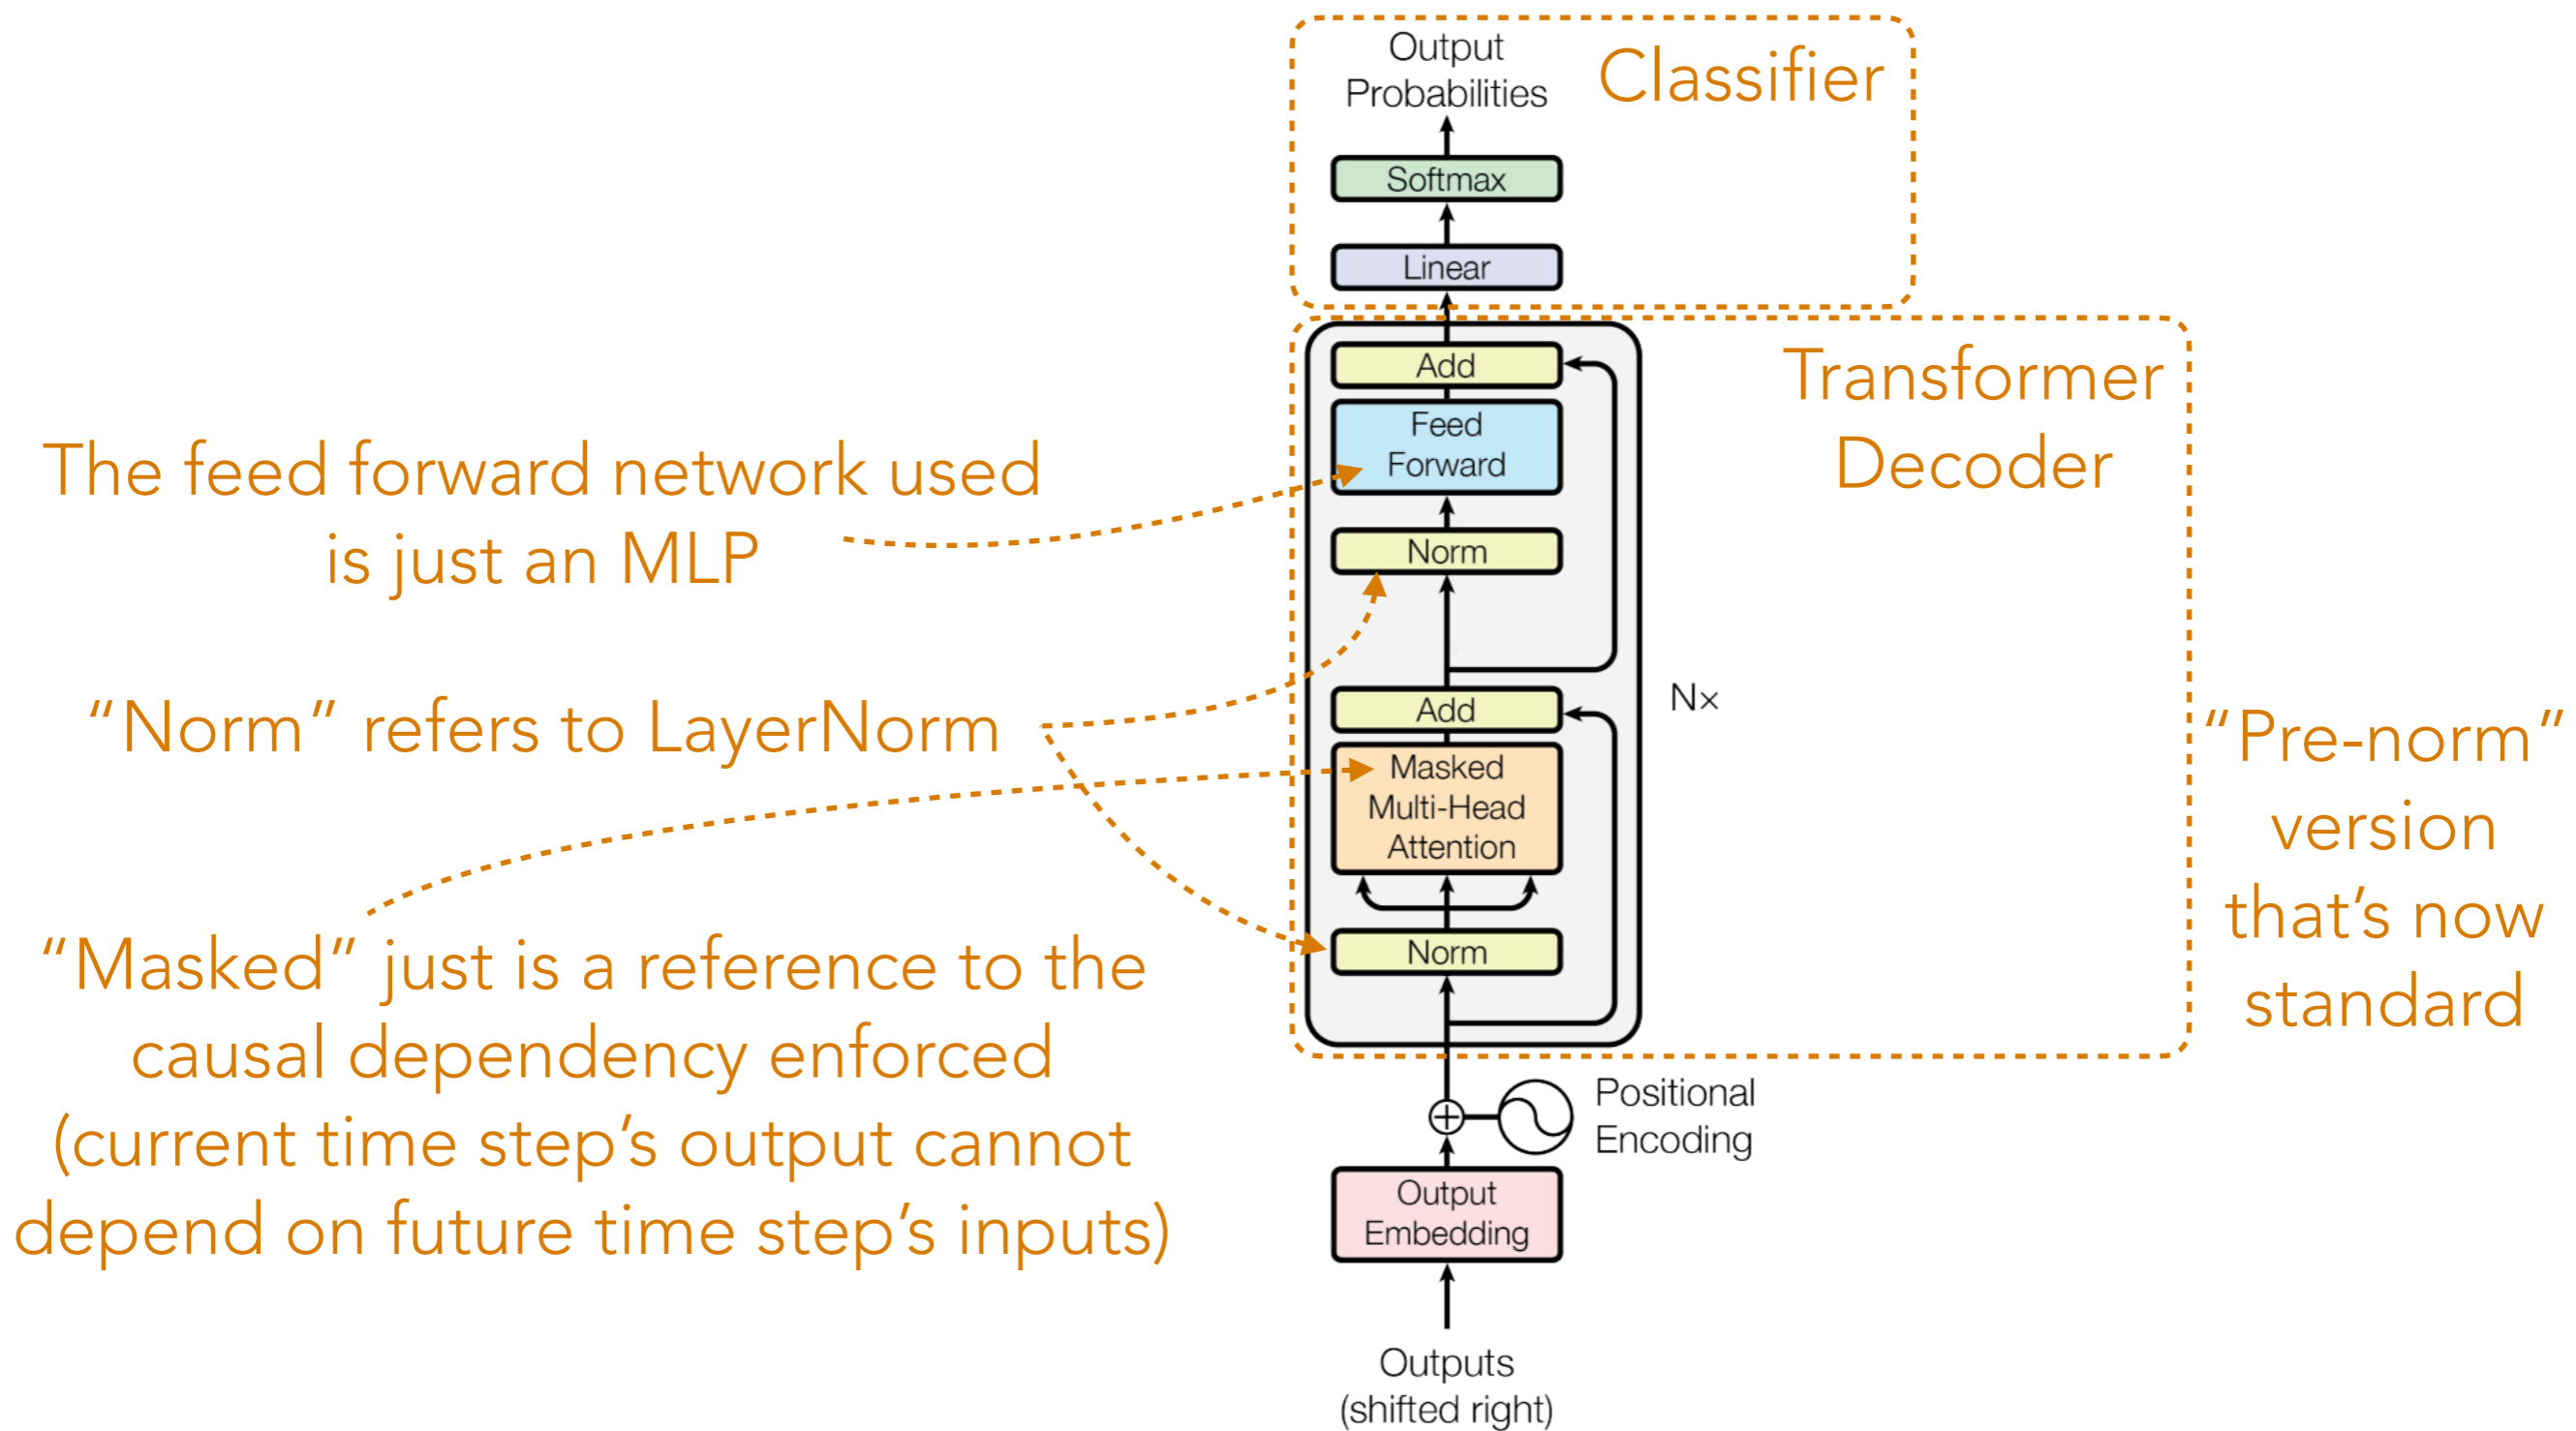 Output
Probabilities
Classifier
Softmax
Linear
Add
Transformer
Decoder
Feed
Forward
The feed forward network used
is just an MLP
Norm
“Norm” refers to LayerNorm
Add
N×
“Pre-norm”
version
that’s now
standard
Masked
Multi-Head
Attention
Norm
“Masked” just is a reference to the
causal dependency enforced
(current time step’s output cannot
depend on future time step’s inputs)
Positional
Encoding
Output
Embedding
Outputs
(shifted right)